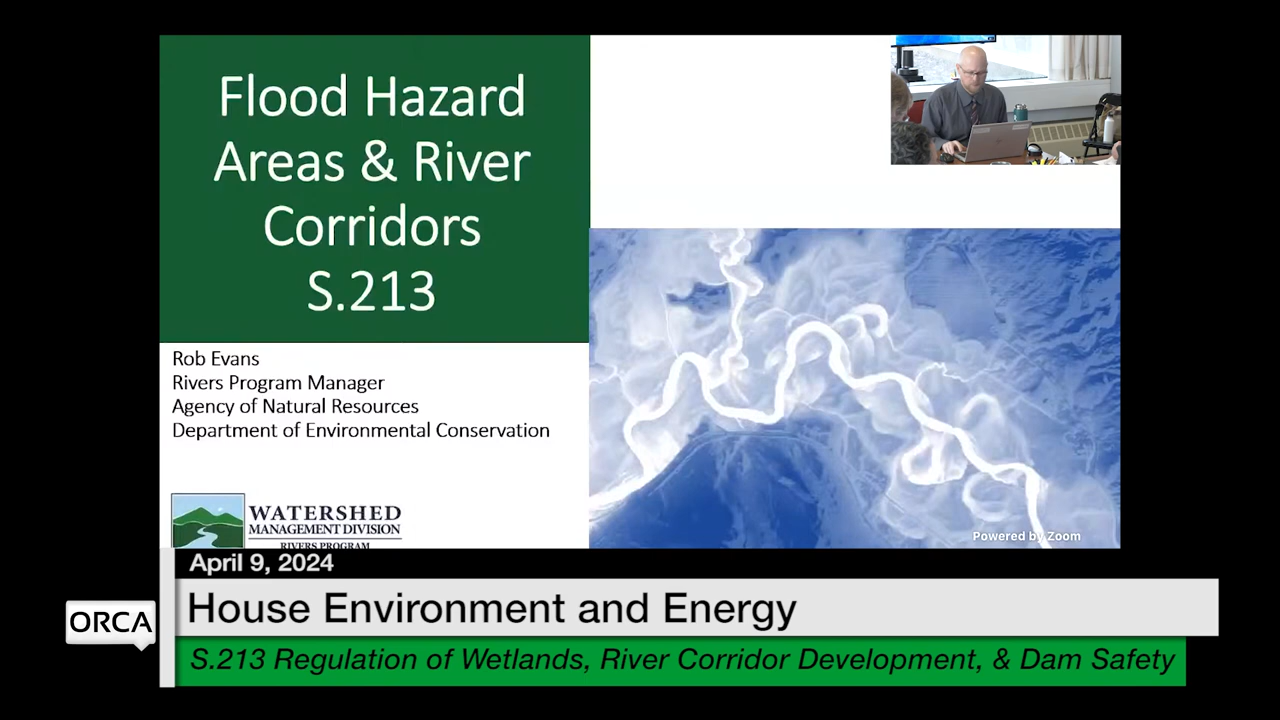 Flood Hazard
Areas & River
Corridors
S.213
Rob Evans
Rivers Program Manager
Agency of Natural Resources
Department of Environmental Conservation
WATERSHED
MANAGEMENT DIVISION
RIVERS PROGRAM
Powered by Zoom
April 9, 2024
House Environment and Energy
ORCA
S.213 Regulation of Wetlands, River Corridor Development, & Dam Safety